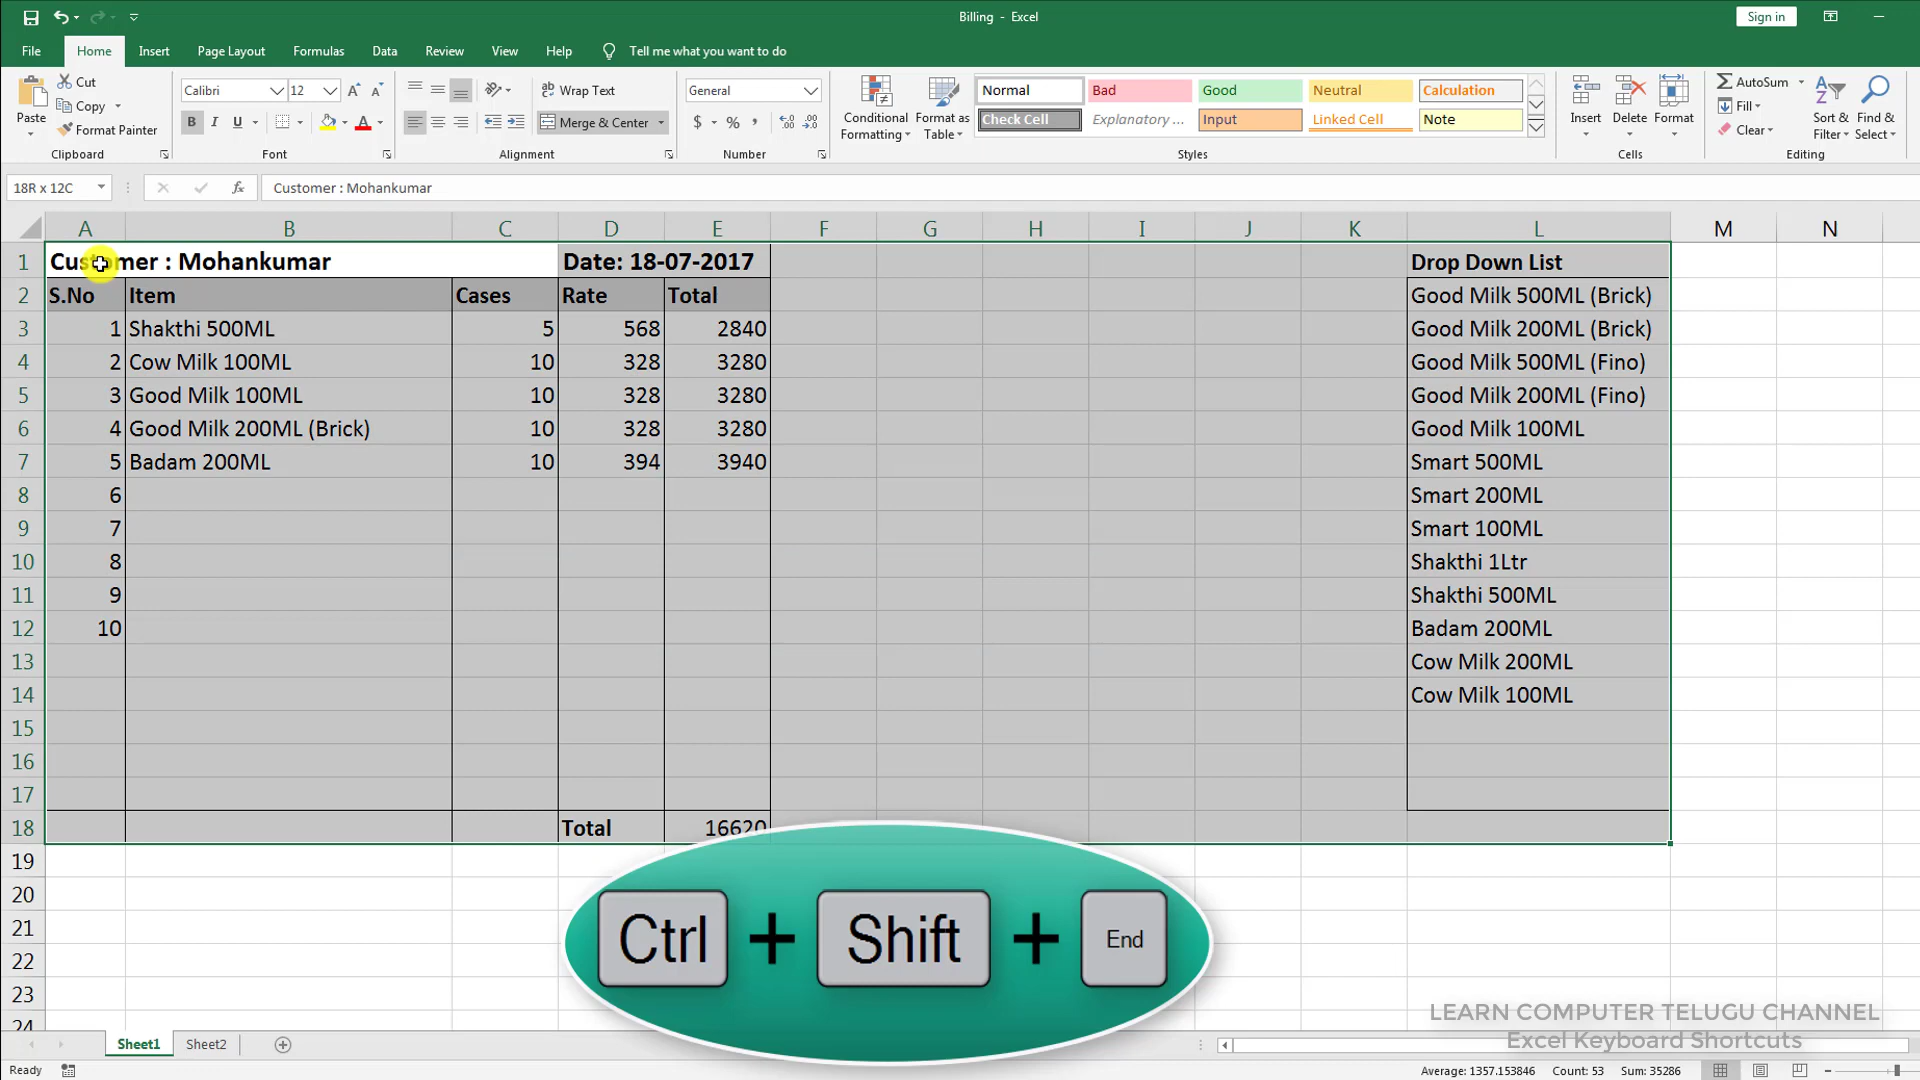 Billing - Excel
Sign in
File Home Insert Page Layout Formulas Data Review View Help Tell me what you want to do
Paste
Cut
Copy
Format Painter
Clipboard
Calibri 12
B I U
Font
Wrap Text
Merge & Center
Alignment
General
$ %
Number
Conditional Formatting
Format as Table
Normal Bad Good Neutral Calculation
Check Cell Explanatory ... Input Linked Cell Note
Styles
Insert Delete Format
Cells
AutoSum
Fill
Clear
Sort & Filter
Find & Select
Editing
18R x 12C
fx
Customer : Mohankumar
A B C D E F G H I J K L M N
1 Customer : Mohankumar Date: 18-07-2017 Drop Down List
2 S.No Item Cases Rate Total Good Milk 500ML (Brick)
3 1 Shakthi 500ML 5 568 2840 Good Milk 200ML (Brick)
4 2 Cow Milk 100ML 10 328 3280 Good Milk 500ML (Fino)
5 3 Good Milk 100ML 10 328 3280 Good Milk 200ML (Fino)
6 4 Good Milk 200ML (Brick) 10 328 3280 Good Milk 100ML
7 5 Badam 200ML 10 394 3940 Smart 500ML
8 6 Smart 200ML
9 7 Smart 100ML
10 8 Shakthi 1Ltr
11 9 Shakthi 500ML
12 10 Badam 200ML
13 Cow Milk 200ML
14 Cow Milk 100ML
15
16
17
18 Total 16620
19
20
21
22
23
24
Ctrl + Shift + End
LEARN COMPUTER TELUGU CHANNEL
Excel Keyboard Shortcuts
Sheet1 Sheet2
Ready
Average: 1357.153846 Count: 53 Sum: 35286